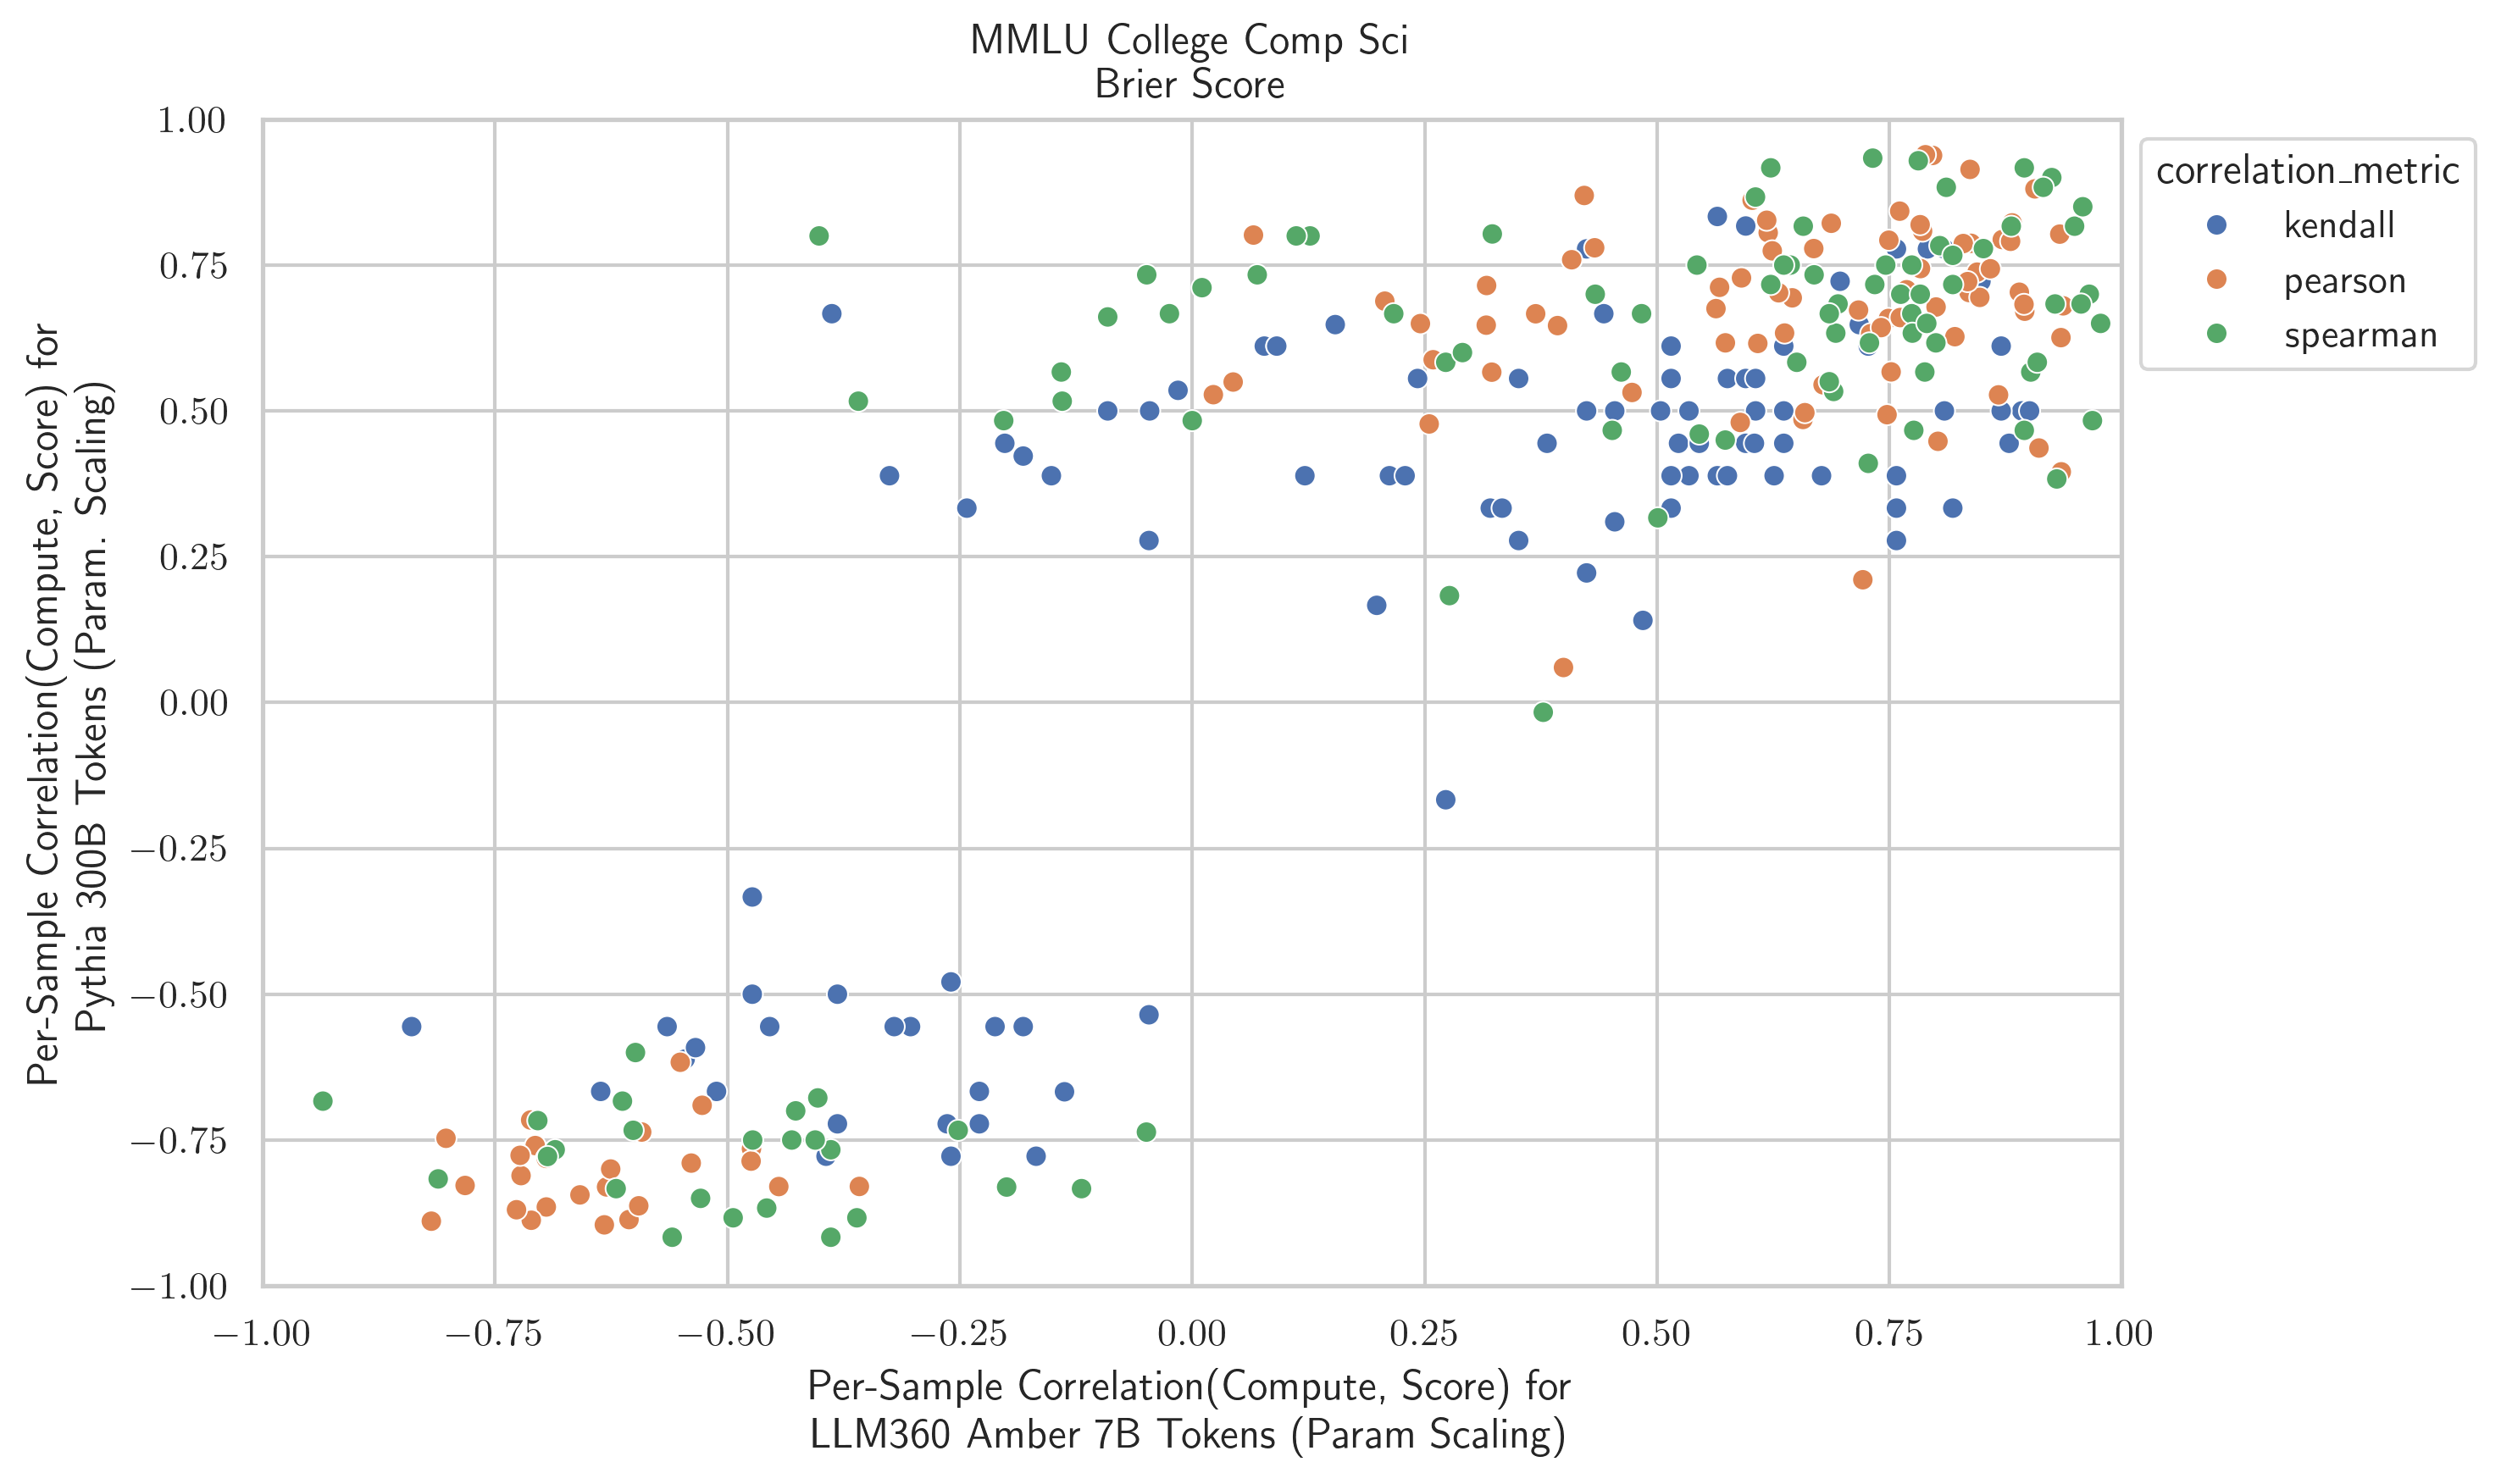 MMLU College Comp Sci
Brier Score
Per-Sample Correlation(Compute, Score) for
Pythia 300B Tokens (Param. Scaling)
1.00
0.75
0.50
0.25
0.00
−0.25
−0.50
−0.75
−1.00
−1.00 −0.75 −0.50 −0.25 0.00 0.25 0.50 0.75 1.00
Per-Sample Correlation(Compute, Score) for
LLM360 Amber 7B Tokens (Param Scaling)
correlation_metric
kendall
pearson
spearman